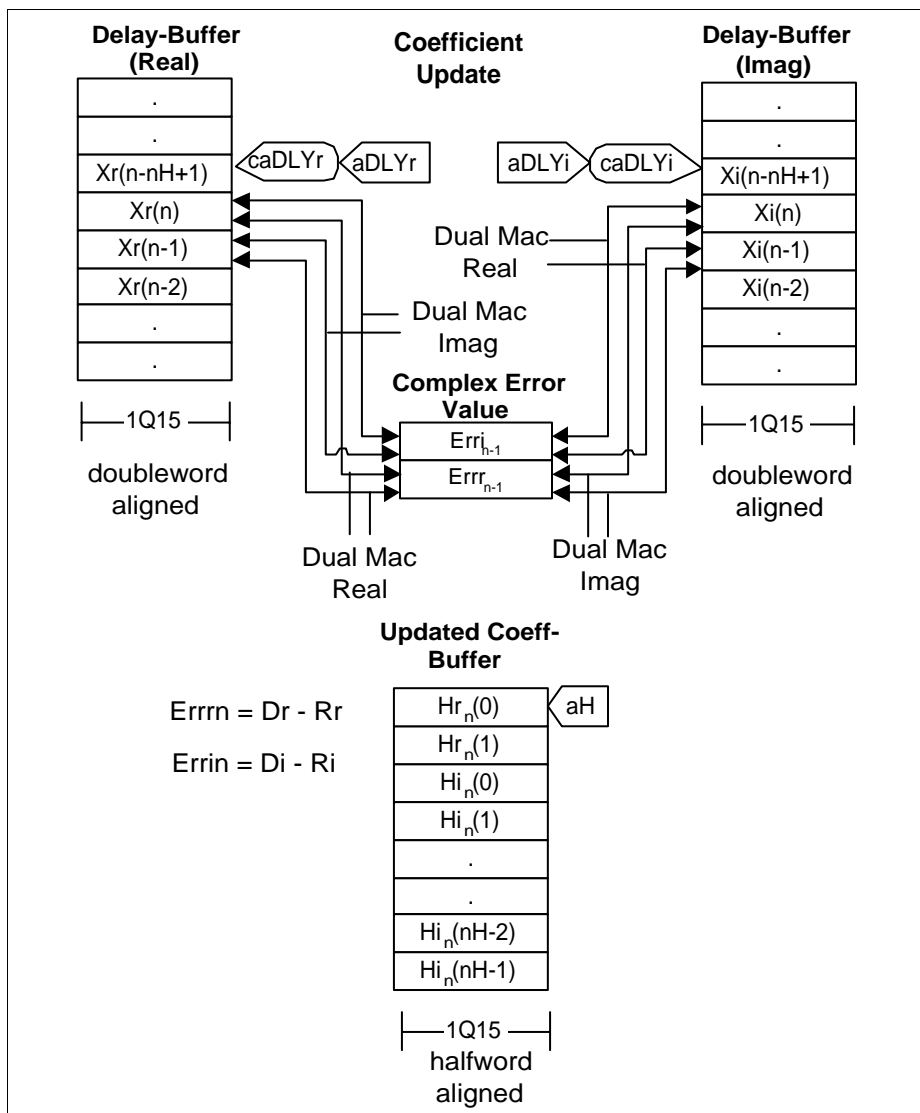 Delay-Buffer
(Real)
Coefficient
Update
Delay-Buffer
(Imag)
.
.
Xr(n-nH+1)
Xr(n)
Xr(n-1)
Xr(n-2)
.
.
caDLYr
aDLYr
aDLYi
caDLYi
.
.
Xi(n-nH+1)
Xi(n)
Xi(n-1)
Xi(n-2)
.
.
Dual Mac
Real
Dual Mac
Imag
Complex Error
Value
Erri n-1
Errr n-1
1Q15
doubleword
aligned
1Q15
doubleword
aligned
Dual Mac
Real
Dual Mac
Imag
Updated Coeff-
Buffer
Errrn = Dr - Rr
Errin = Di - Ri
Hr n(0)
aH
Hr n(1)
Hi n(0)
Hi n(1)
.
.
Hi n(nH-2)
Hi n(nH-1)
1Q15
halfword
aligned